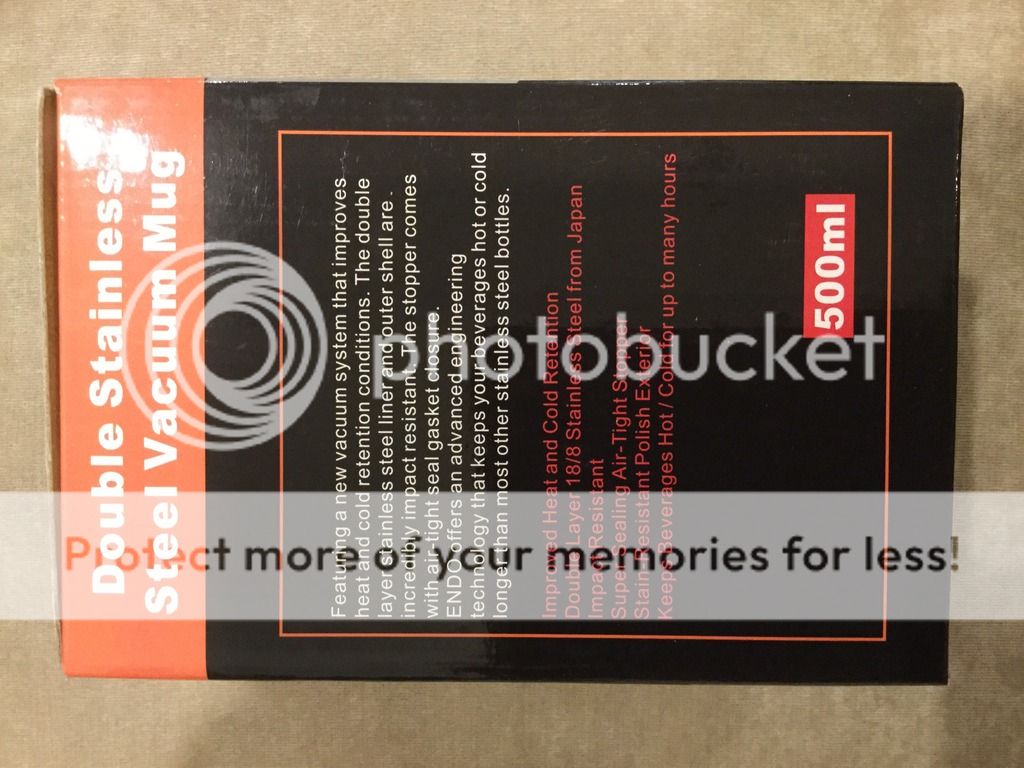 Double Stainless
Steel Vacuum Mug
Featuring a new vacuum system that improves
heat and cold retention conditions. The double
layer stainless steel liner and outer shell are .
incredibly impact resistant.The stopper comes
with air-tight seal gasket closure.
ENDO offers an advanced engineering
technology that keeps your beverages hot or cold
longer than most other stainless steel bottles.
Improved Heat and Cold Retention
Double Layer 18/8 Stainless Steel from Japan
Impact Resistant
Super Sealing Air-Tight Stopper
Stain Resistant Polish Exterior
Keeps Beverages Hot / Cold for up to many hours
500ml
photobucket
Protect more of your memories for less!